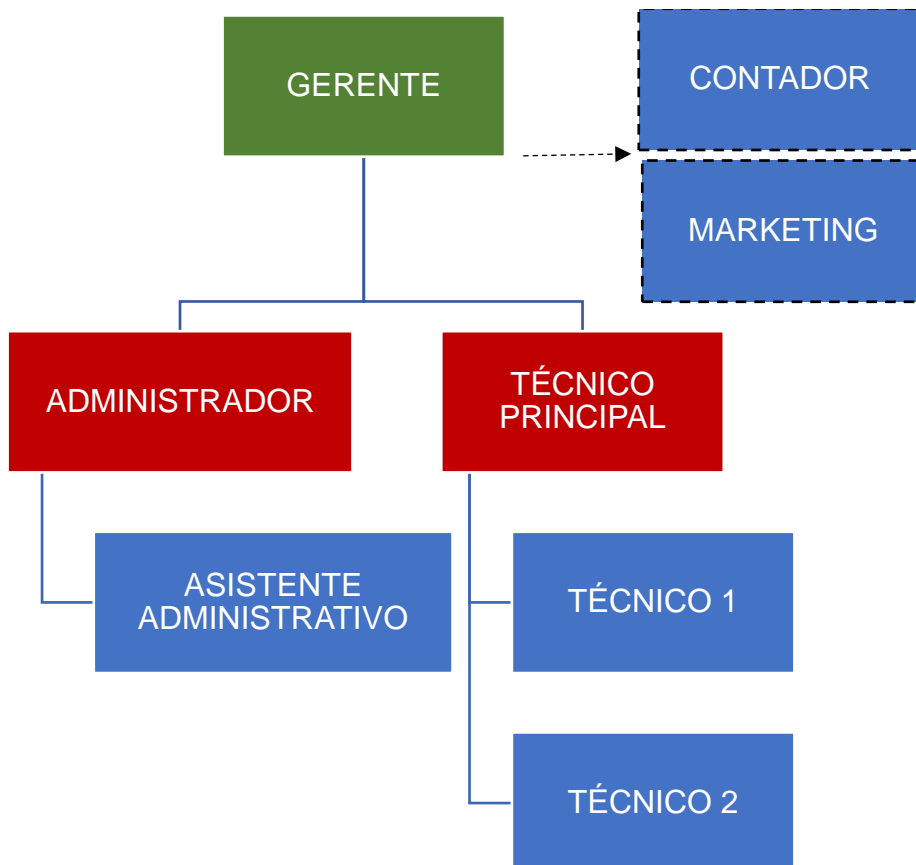 GERENTE
CONTADOR
MARKETING
ADMINISTRADOR
TÉCNICO
PRINCIPAL
ASISTENTE
ADMINISTRATIVO
TÉCNICO 1
TÉCNICO 2